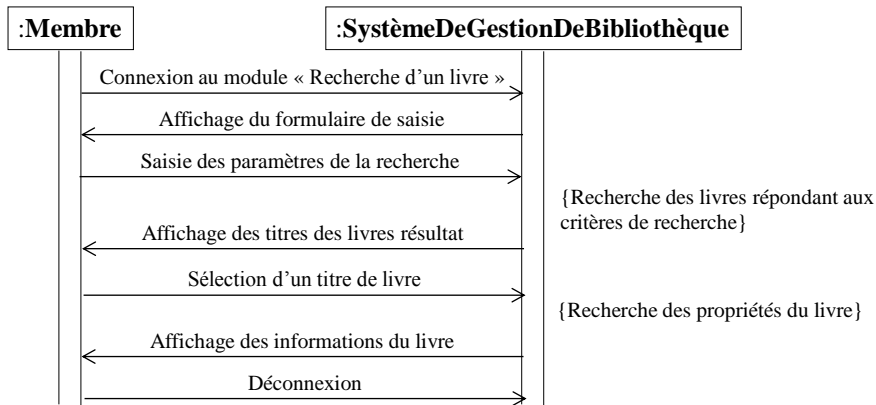 :Membre
:SystèmeDeGestionDeBibliothèque
Connexion au module « Recherche d’un livre »
Affichage du formulaire de saisie
Saisie des paramètres de la recherche
{Recherche des livres répondant aux
critères de recherche}
Affichage des titres des livres résultat
Sélection d’un titre de livre
{Recherche des propriétés du livre}
Affichage des informations du livre
Déconnexion